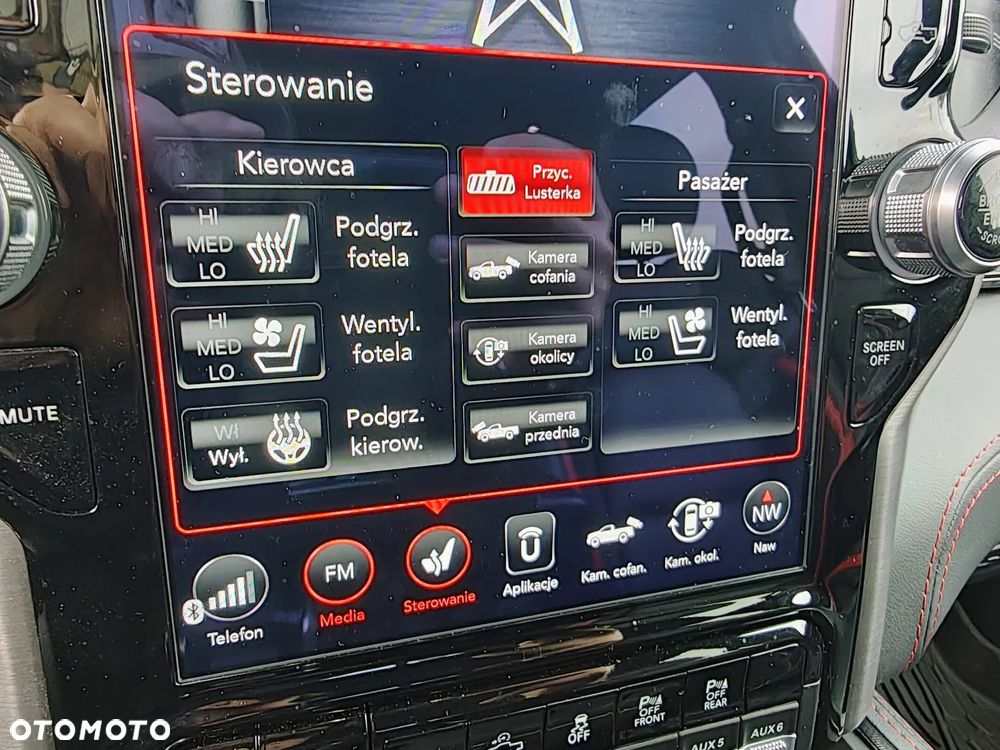 Sterowanie
X
Kierowca
HI
MED
LO
Podgrz.
fotela
HI
MED
LO
Wentyl.
fotela
Wł
Wył.
Podgrz.
kierow.
Przyc.
Lusterka
Kamera
cofania
Kamera
okolicy
Kamera
przednia
Pasażer
HI
MED
LO
Podgrz.
fotela
HI
MED
LO
Wentyl.
fotela
MUTE
SCREEN
OFF
Telefon
FM
Media
Sterowanie
Aplikacje
Kam. cofan.
Kam. okol.
NW
Naw
OFF
P
OFF
FRONT
P
OFF
REAR
AUX 5
AUX 6
OTOMOTO